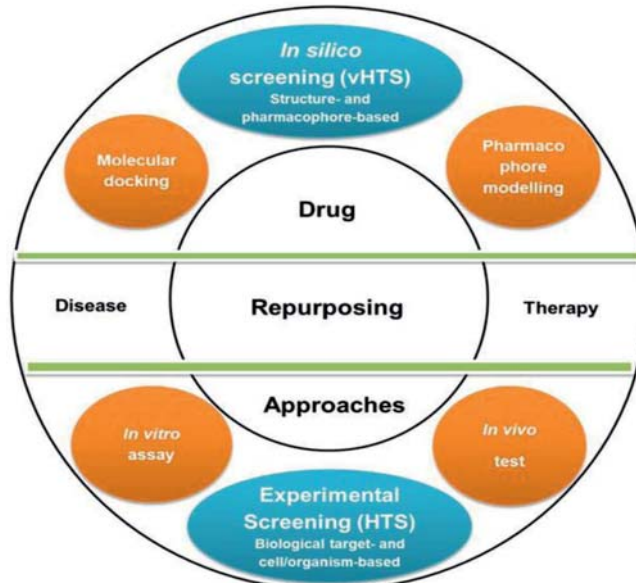 In silico
screening (vHTS)
Structure- and
pharmacophore-based
Molecular
docking
Pharmaco
phore
modelling
Drug
Disease
Repurposing
Therapy
Approaches
In vitro
assay
In vivo
test
Experimental
Screening (HTS)
Biological target- and
cell/organism-based